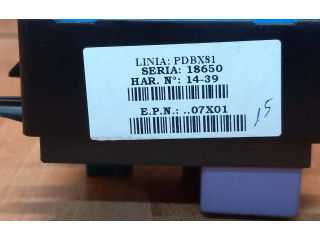 LINIA: PDBX81
SERIA: 18650
HAR. N°: 14-39
E.P.N.: ..07X01
15